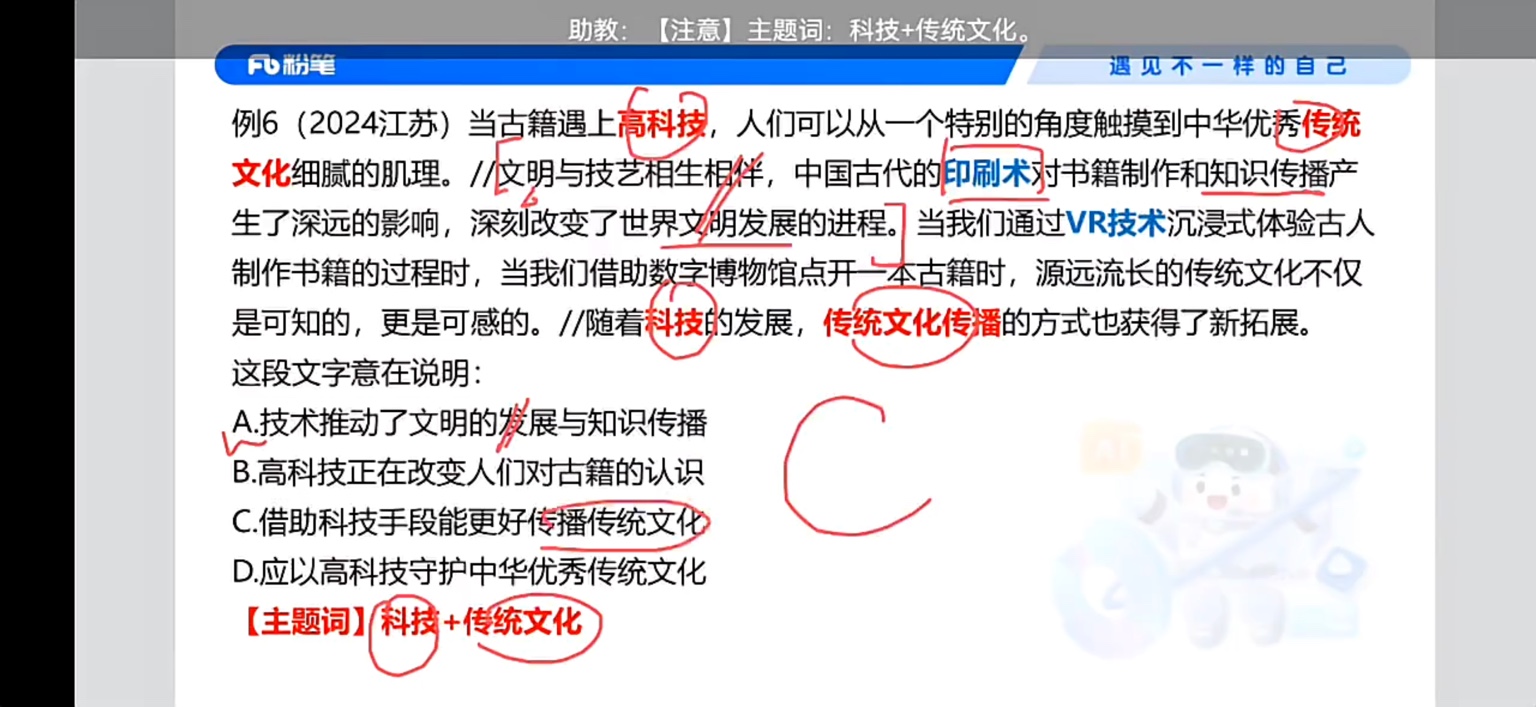 助教：【注意】主题词：科技+传统文化。
粉笔
遇见不一样的自己
例6（2024江苏）当古籍遇上高科技，人们可以从一个特别的角度触摸到中华优秀传统
文化细腻的肌理。//文明与技艺相生相伴，中国古代的印刷术对书籍制作和知识传播产
生了深远的影响，深刻改变了世界文明发展的进程。当我们通过VR技术沉浸式体验古人
制作书籍的过程时，当我们借助数字博物馆点开一本古籍时，源远流长的传统文化不仅
是可知的，更是可感的。//随着科技的发展，传统文化传播的方式也获得了新拓展。
这段文字意在说明：
A.技术推动了文明的发展与知识传播
B.高科技正在改变人们对古籍的认识
C.借助科技手段能更好传播传统文化
C
D.应以高科技守护中华优秀传统文化
【主题词】科技+传统文化